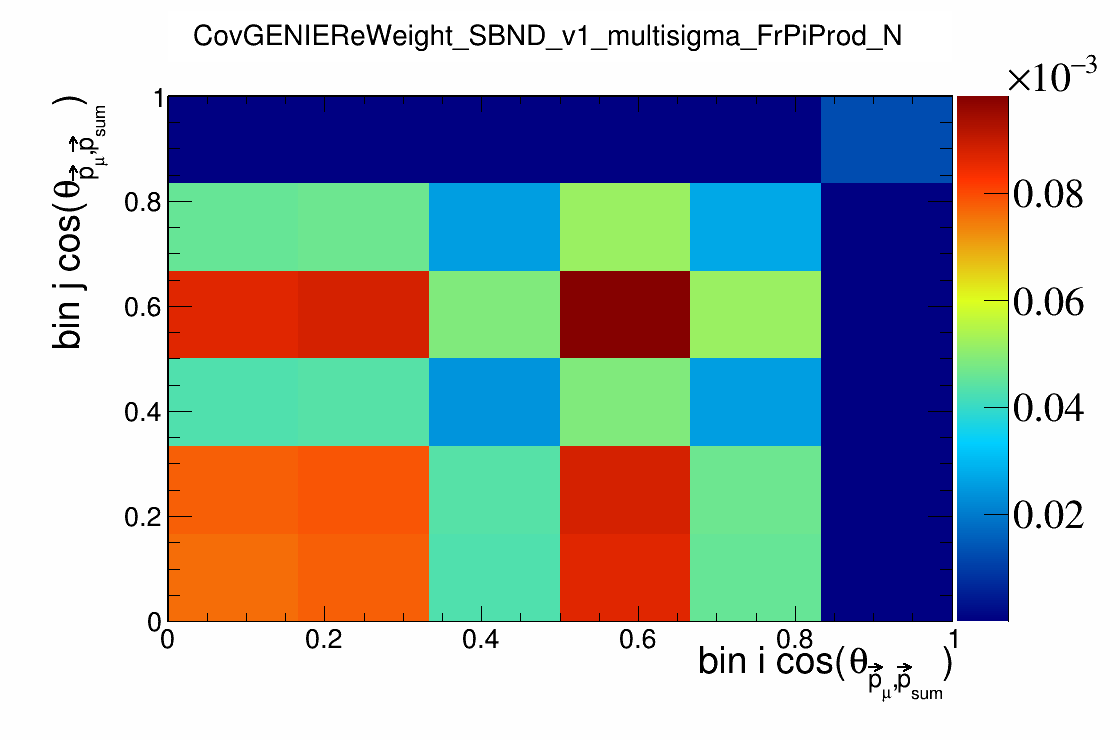 CovGENIEReWeight_SBND_v1_multisigma_FrPiProd_N
×10⁻³
bin j cos(θ p⃗μ,p⃗sum)
1
0.8
0.6
0.4
0.2
0
0 0.2 0.4 0.6 0.8 1
0.08
0.06
0.04
0.02
bin i cos(θ p⃗μ,p⃗sum)